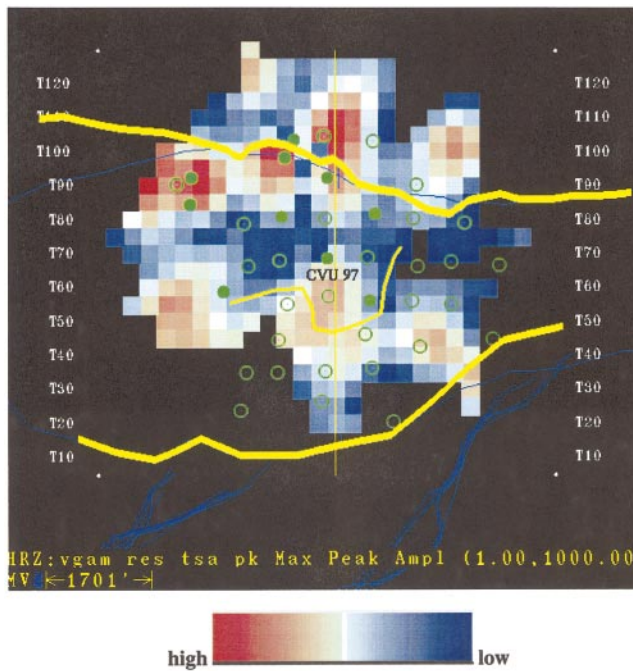 T120 T120
T110 T110
T100 T100
T90 T90
T80 T80
T70 T70
CVU 97
T60 T60
T50 T50
T40 T40
T30 T30
T20 T20
T10 T10
HRZ:vgam res tsa pk Max Peak Ampl (1.00,1000.00
MV ←1701'→
high low